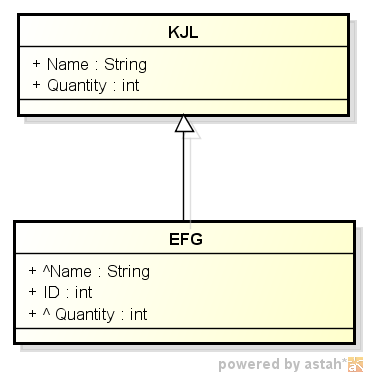 KJL
+ Name : String
+ Quantity : int
EFG
+ ^Name : String
+ ID : int
+ ^ Quantity : int
powered by astah*